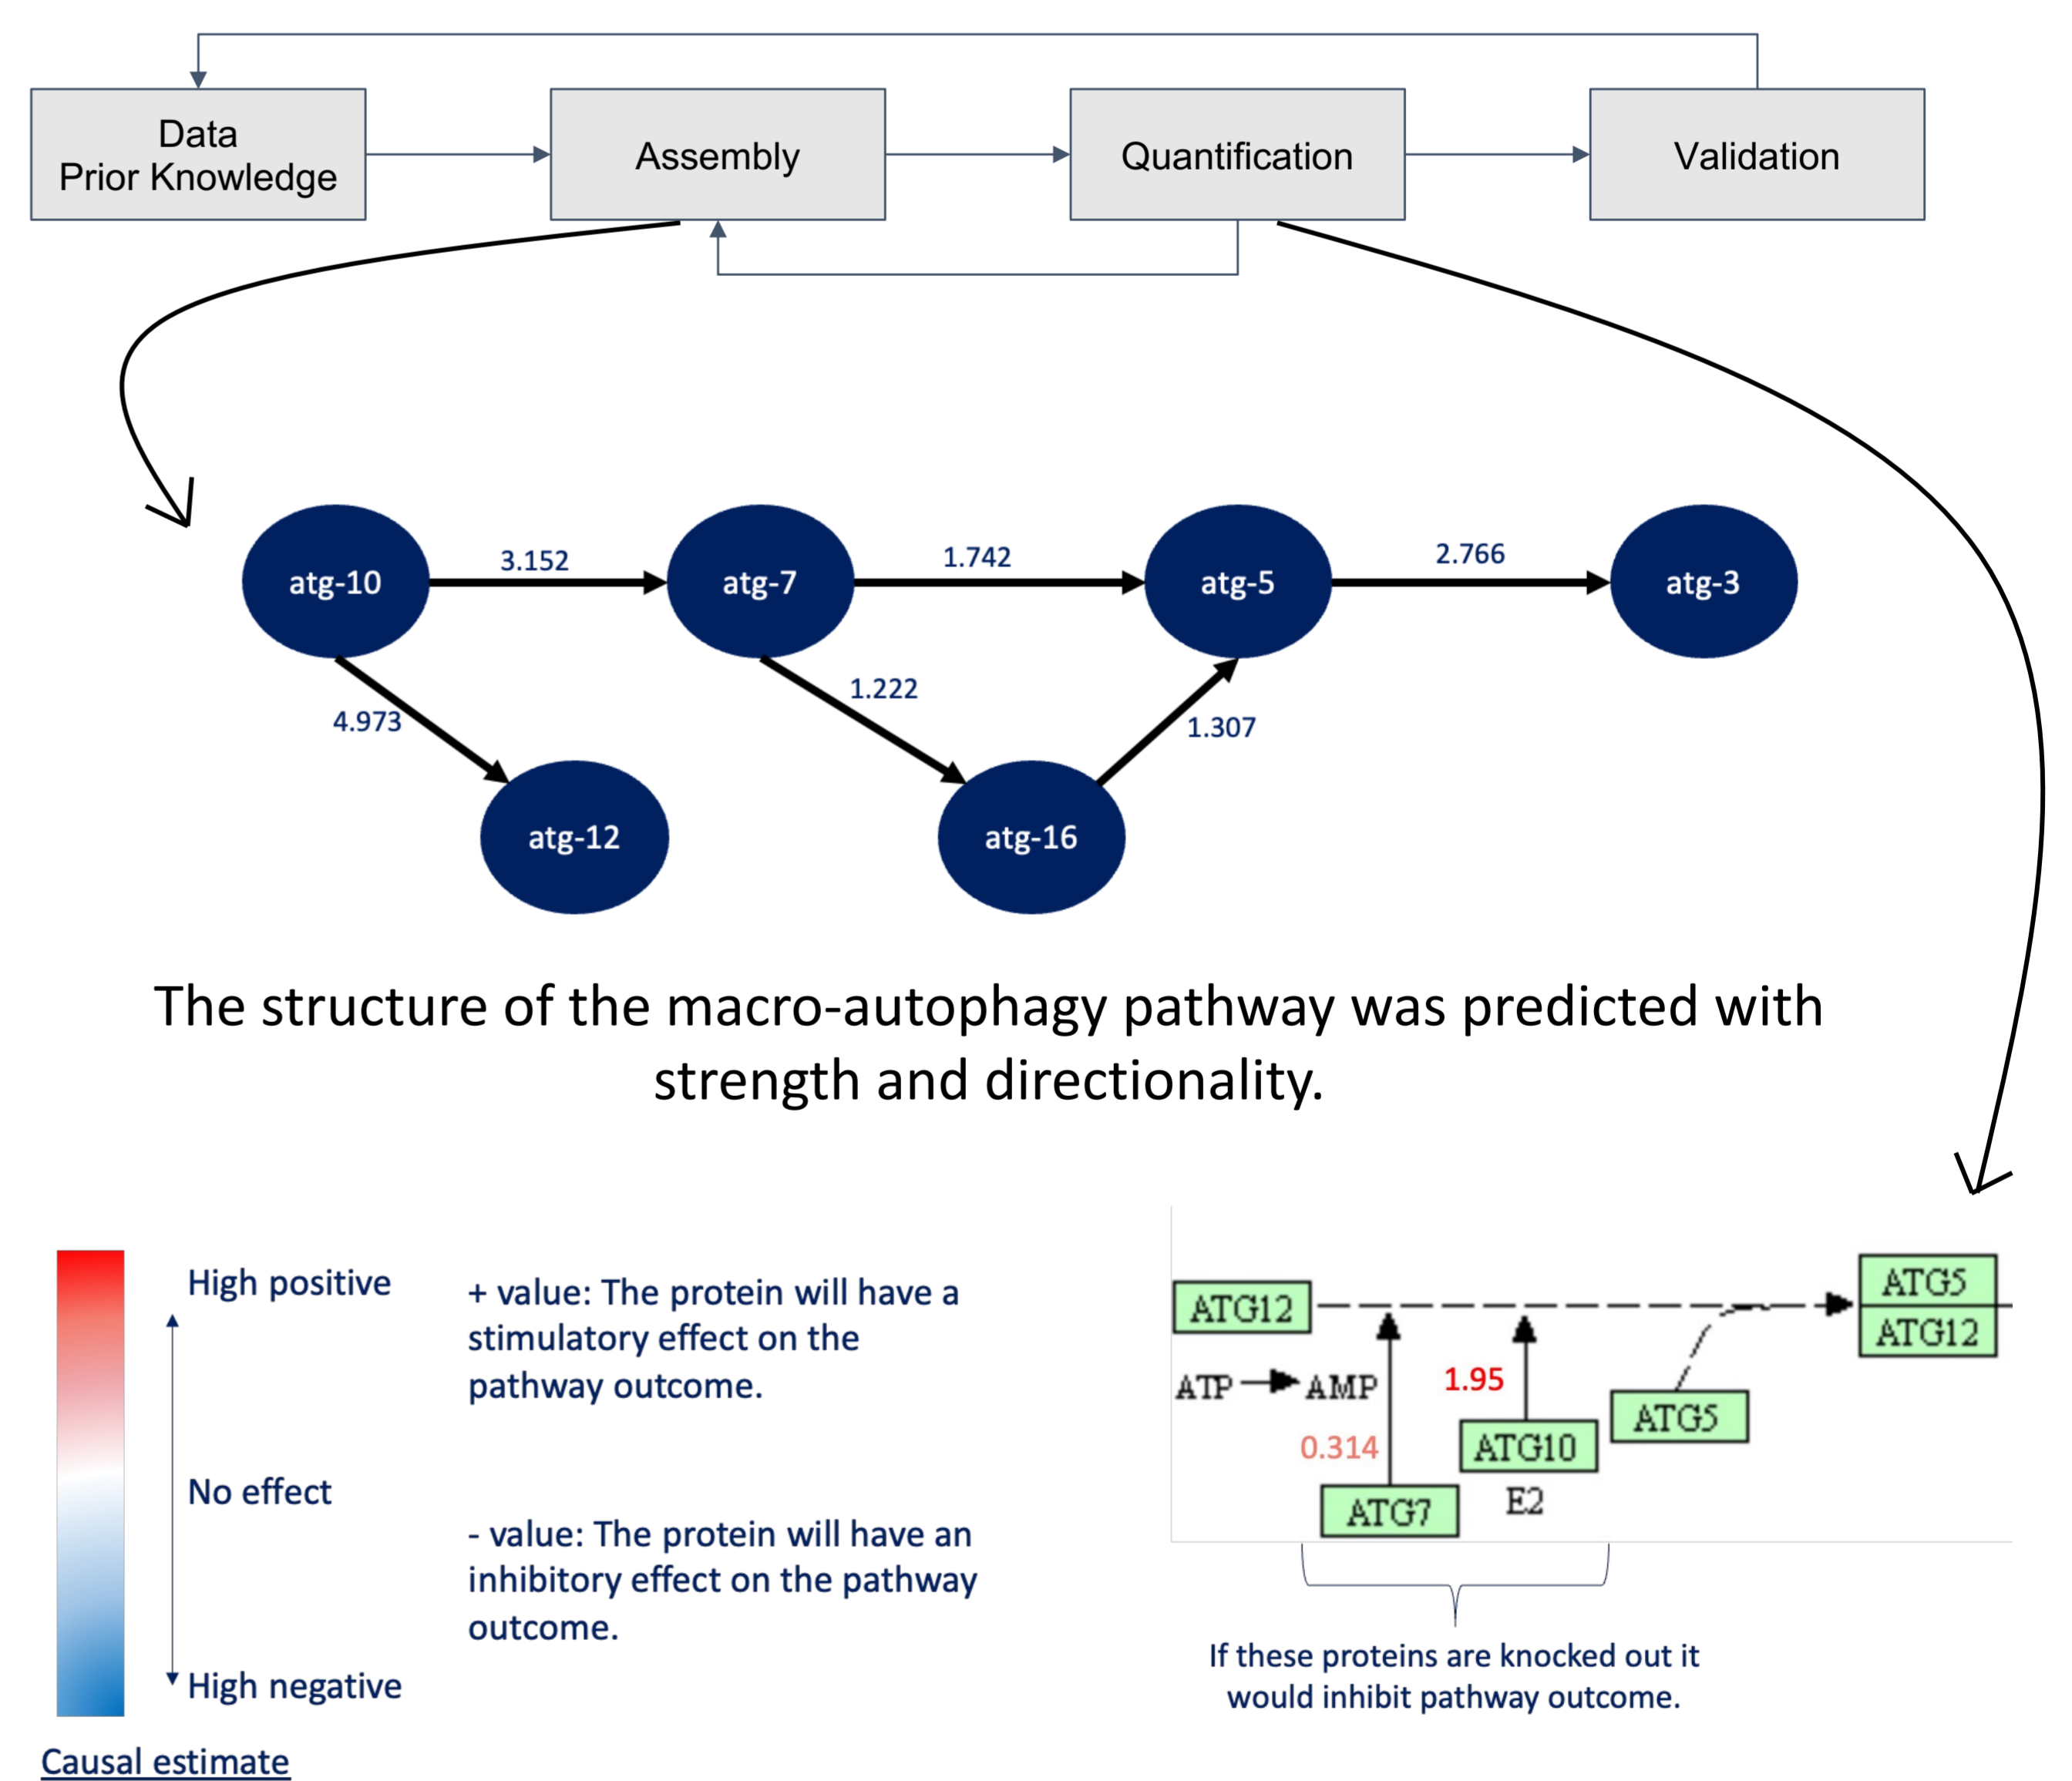 Data
Prior Knowledge
Assembly
Quantification
Validation
atg-10
3.152
atg-7
1.742
atg-5
2.766
atg-3
4.973
1.222
1.307
atg-12
atg-16
The structure of the macro-autophagy pathway was predicted with
strength and directionality.
High positive
No effect
High negative
Causal estimate
+ value: The protein will have a
stimulatory effect on the
pathway outcome.
- value: The protein will have an
inhibitory effect on the pathway
outcome.
ATG12
ATG5
ATG12
ATP
AMP
1.95
ATG5
0.314
ATG10
E2
ATG7
If these proteins are knocked out it
would inhibit pathway outcome.